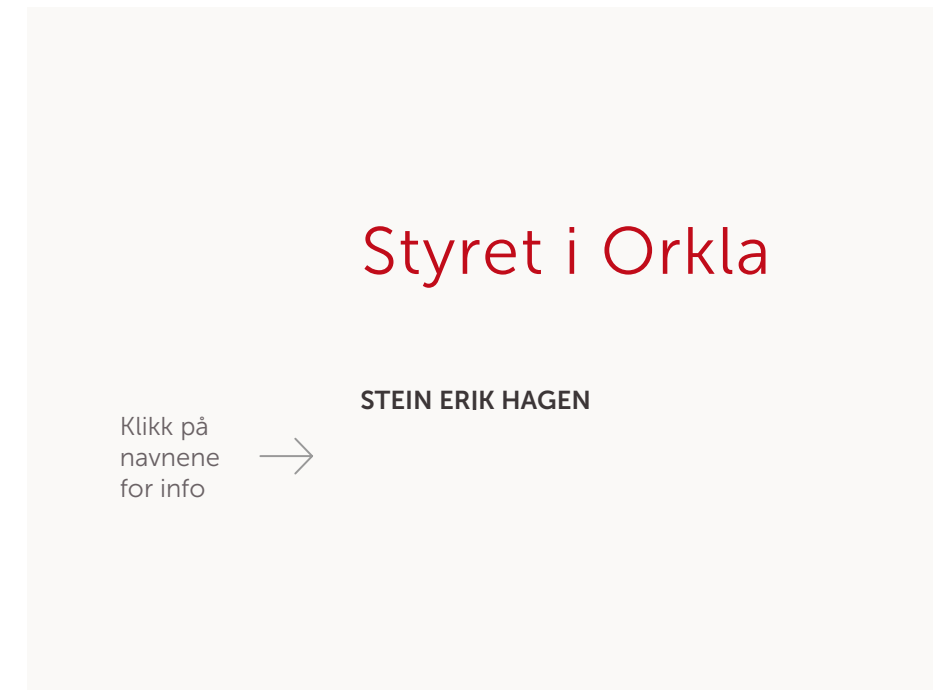 Styret i Orkla
STEIN ERIK HAGEN
Klikk på
navnene
for info